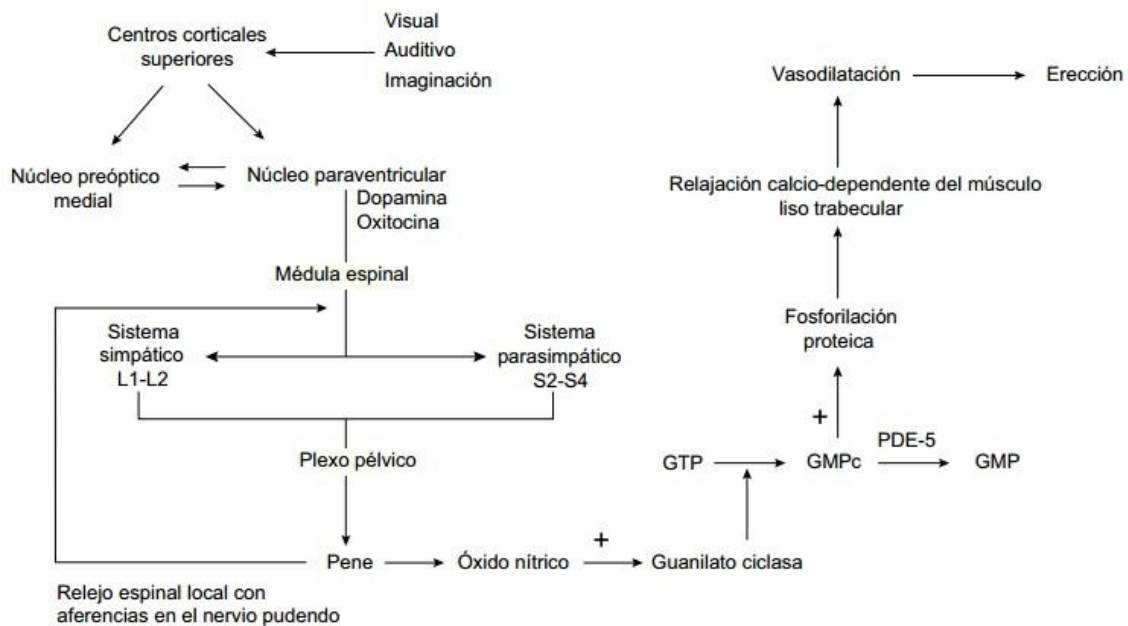 Visual
Auditivo
Imaginación
Centros corticales
superiores
Núcleo preóptico
medial
Núcleo paraventricular
Dopamina
Oxitocina
Médula espinal
Sistema
simpático
L1-L2
Sistema
parasimpático
S2-S4
Plexo pélvico
Pene
Relejo espinal local con
aferencias en el nervio pudendo
Óxido nítrico
+
Guanilato ciclasa
GTP
GMPc
PDE-5
GMP
+
Fosforilación
proteica
Relajación calcio-dependente del músculo
liso trabecular
Vasodilatación
Erección